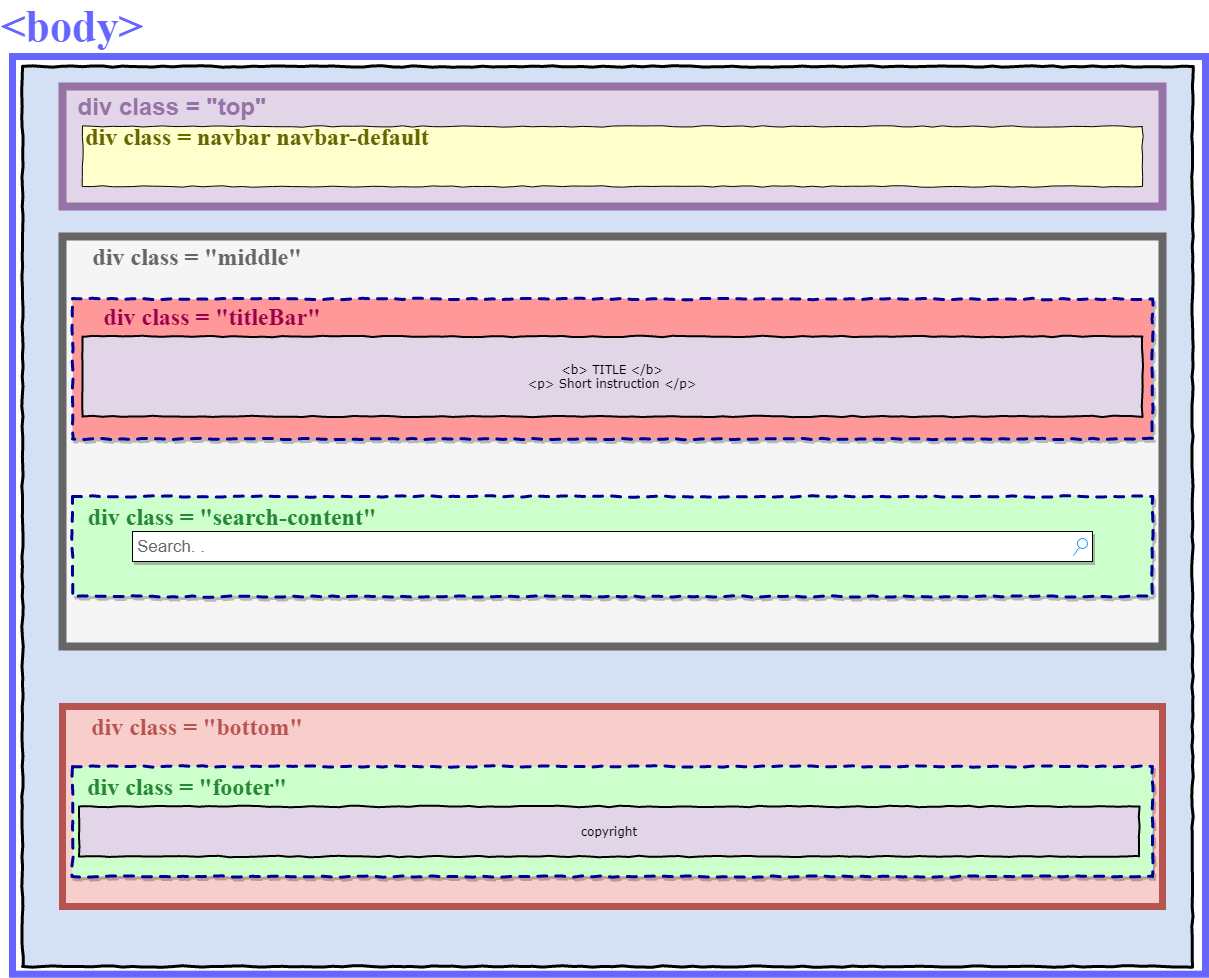 <body>
div class = "top"
div class = navbar navbar-default
div class = "middle"
div class = "titleBar"
<b> TITLE </b>
<p> Short instruction </p>
div class = "search-content"
Search. .
div class = "bottom"
div class = "footer"
copyright